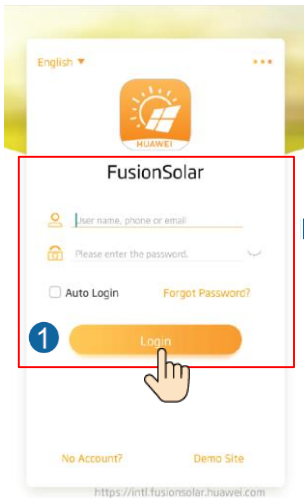 English ▼ •••
HUAWEI
FusionSolar
User name, phone or email
Please enter the password.
Auto Login Forgot Password?
1
Login
No Account? Demo Site
https://intl.fusionsolar.huawei.com